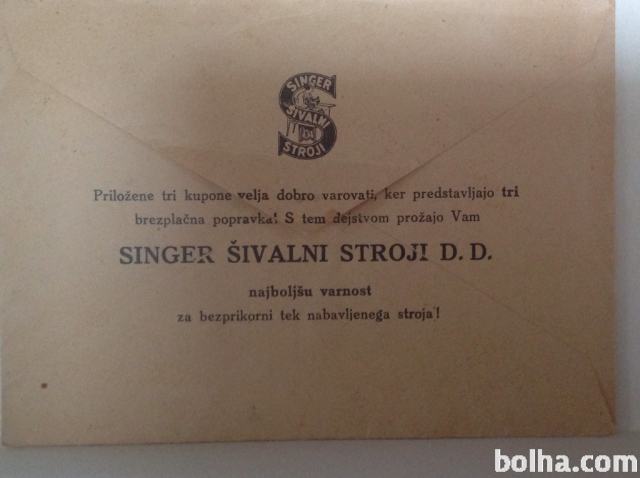 SINGER
ŠIVALNI
STROJI
Priložene tri kupone velja dobro varovati, ker predstavljajo tri
brezplačna popravka! S tem dejstvom prožajo Vam
SINGER ŠIVALNI STROJI D. D.
najboljšu varnost
za bezprikorni tek nabavljenega stroja!
bolha.com